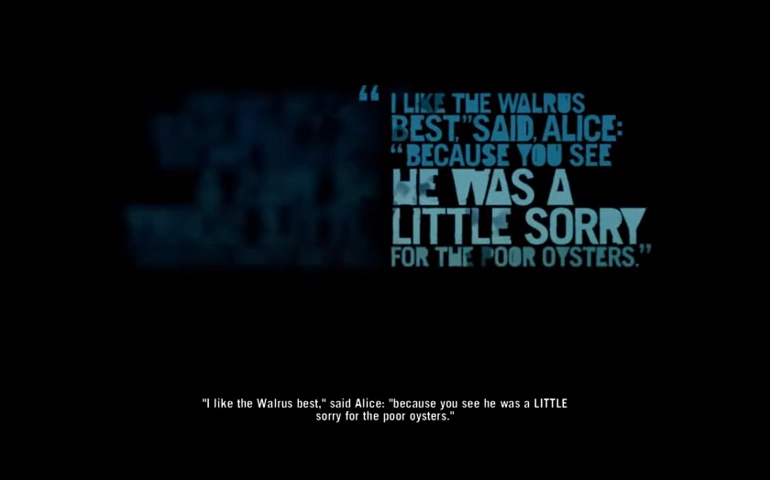 “I LIKE THE WALRUS
BEST,” SAID, ALICE:
“BECAUSE YOU SEE
HE WAS A
LITTLE SORRY
FOR THE POOR OYSTERS.”
"I like the Walrus best," said Alice: "because you see he was a LITTLE
sorry for the poor oysters."